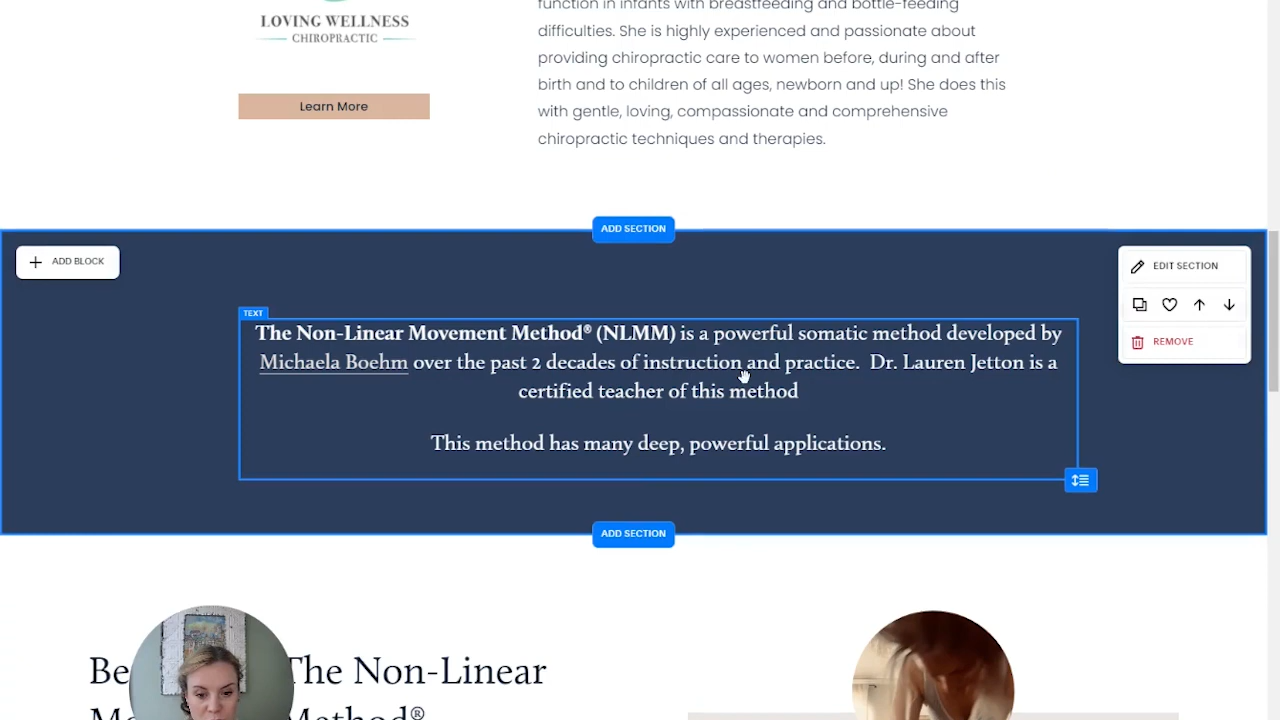 LOVING WELLNESS
CHIROPRACTIC
Learn More
function in infants with breastfeeding and bottle-feeding
difficulties. She is highly experienced and passionate about
providing chiropractic care to women before, during and after
birth and to children of all ages, newborn and up! She does this
with gentle, loving, compassionate and comprehensive
chiropractic techniques and therapies.
ADD SECTION
ADD BLOCK
EDIT SECTION
REMOVE
TEXT
The Non-Linear Movement Method® (NLMM) is a powerful somatic method developed by
Michaela Boehm over the past 2 decades of instruction and practice. Dr. Lauren Jetton is a
certified teacher of this method
This method has many deep, powerful applications.
ADD SECTION
Be The Non-Linear
Method®